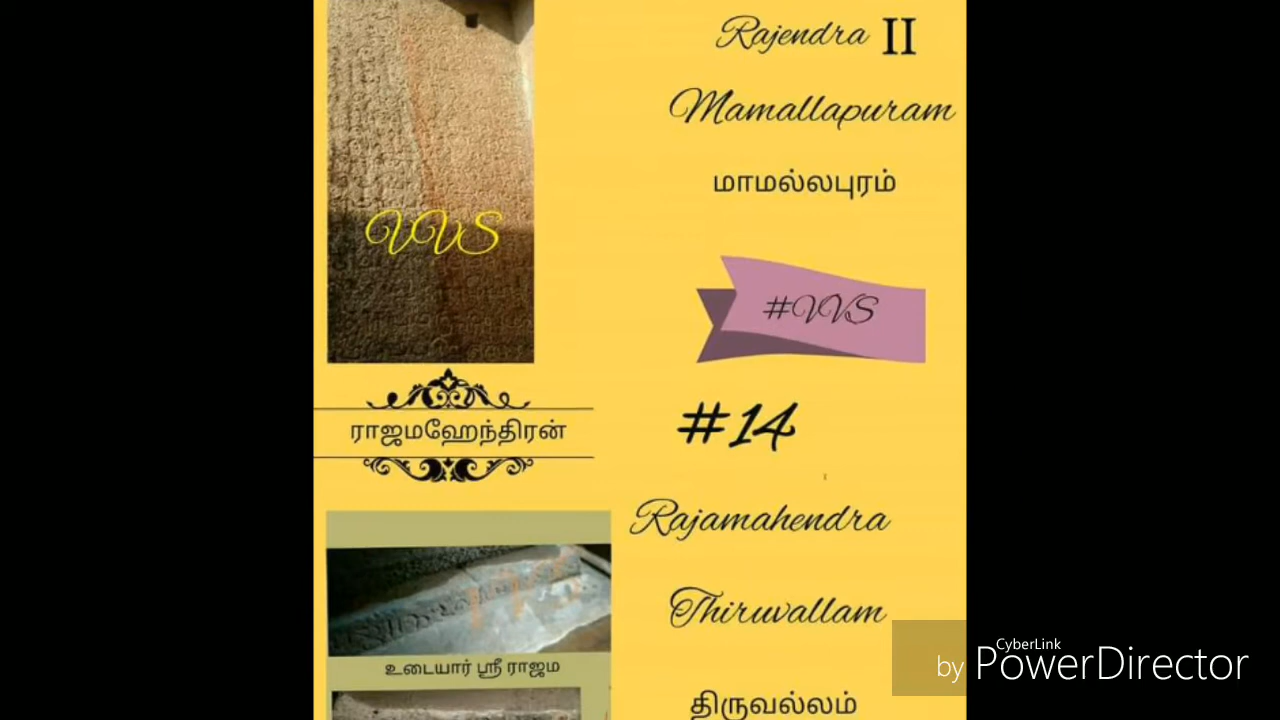 Rajendra II
Mamallapuram
மாமல்லபுரம்
VVS
#VVS
ராஜமஹேந்திரன்
#14
Rajamahendra
Thiruvallam
VVS
உடையார் ஸ்ரீ ராஜம
திருவல்லம்
CyberLink
by PowerDirector